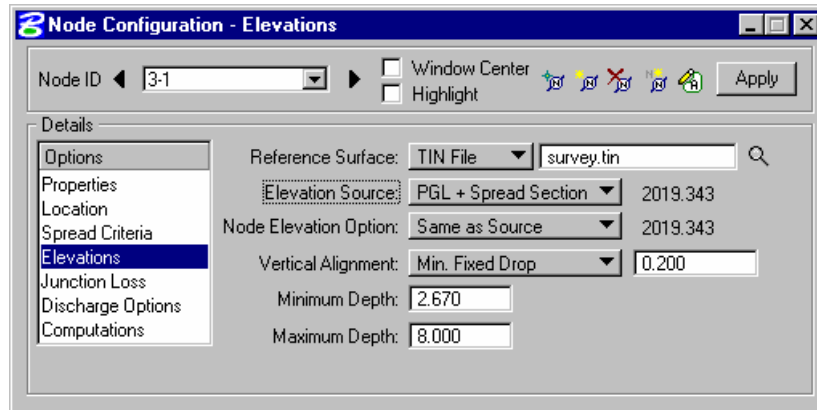 Node Configuration - Elevations
Node ID 3-1 Window Center Apply
Highlight
Details
Options
Properties
Location
Spread Criteria
Elevations
Junction Loss
Discharge Options
Computations
Reference Surface: TIN File survey.tin
Elevation Source: PGL + Spread Section 2019.343
Node Elevation Option: Same as Source 2019.343
Vertical Alignment: Min. Fixed Drop 0.200
Minimum Depth: 2.670
Maximum Depth: 8.000